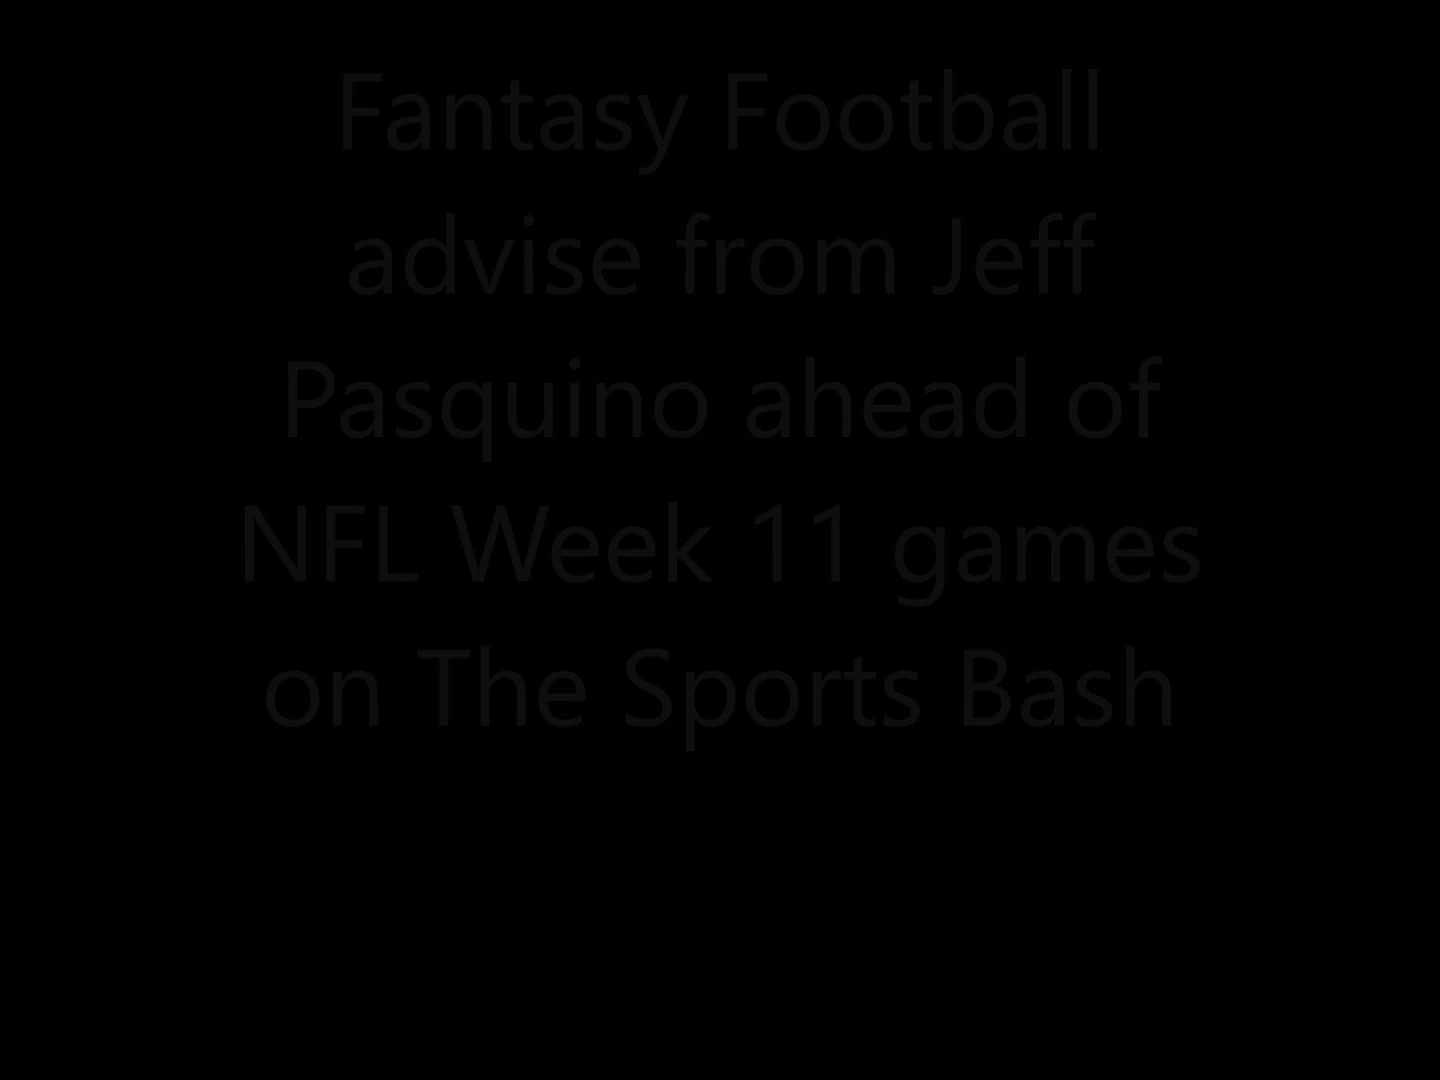 Fantasy Football
advise from Jeff
Pasquino ahead of
NFL Week 11 games
on The Sports Bash